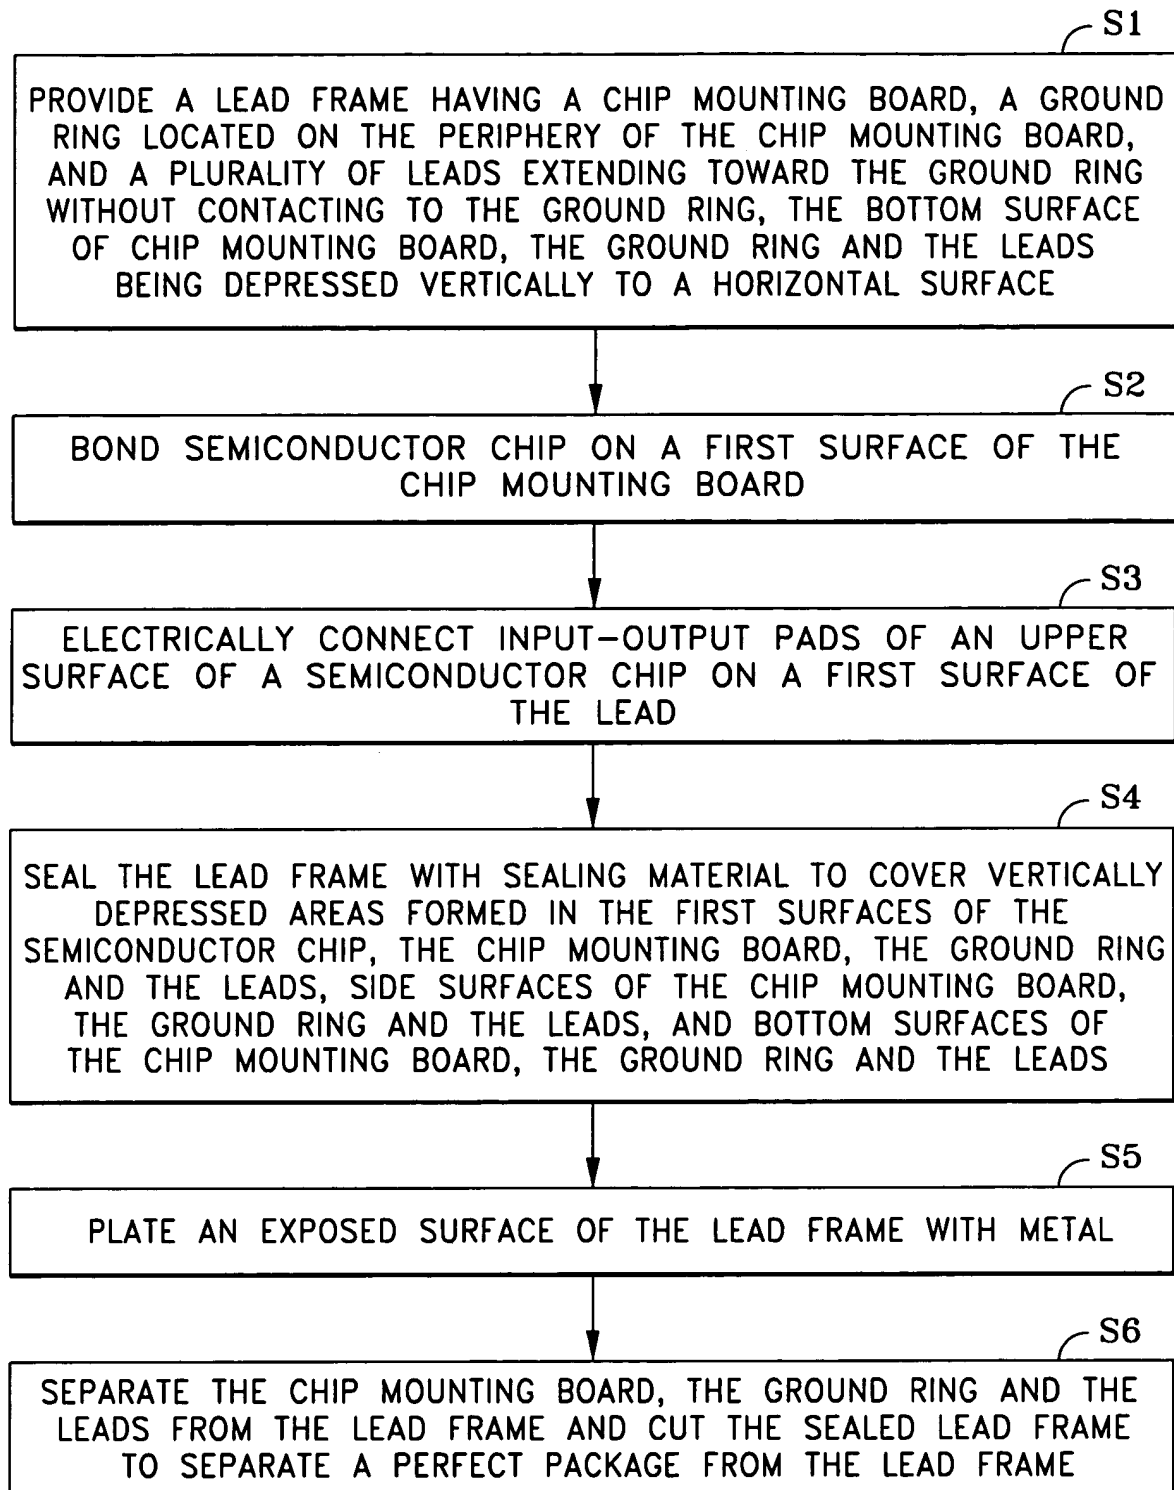 S1
PROVIDE A LEAD FRAME HAVING A CHIP MOUNTING BOARD, A GROUND
RING LOCATED ON THE PERIPHERY OF THE CHIP MOUNTING BOARD,
AND A PLURALITY OF LEADS EXTENDING TOWARD THE GROUND RING
WITHOUT CONTACTING TO THE GROUND RING, THE BOTTOM SURFACE
OF CHIP MOUNTING BOARD, THE GROUND RING AND THE LEADS
BEING DEPRESSED VERTICALLY TO A HORIZONTAL SURFACE
S2
BOND SEMICONDUCTOR CHIP ON A FIRST SURFACE OF THE
CHIP MOUNTING BOARD
S3
ELECTRICALLY CONNECT INPUT-OUTPUT PADS OF AN UPPER
SURFACE OF A SEMICONDUCTOR CHIP ON A FIRST SURFACE OF
THE LEAD
S4
SEAL THE LEAD FRAME WITH SEALING MATERIAL TO COVER VERTICALLY
DEPRESSED AREAS FORMED IN THE FIRST SURFACES OF THE
SEMICONDUCTOR CHIP, THE CHIP MOUNTING BOARD, THE GROUND RING
AND THE LEADS, SIDE SURFACES OF THE CHIP MOUNTING BOARD,
THE GROUND RING AND THE LEADS, AND BOTTOM SURFACES OF
THE CHIP MOUNTING BOARD, THE GROUND RING AND THE LEADS
S5
PLATE AN EXPOSED SURFACE OF THE LEAD FRAME WITH METAL
S6
SEPARATE THE CHIP MOUNTING BOARD, THE GROUND RING AND THE
LEADS FROM THE LEAD FRAME AND CUT THE SEALED LEAD FRAME
TO SEPARATE A PERFECT PACKAGE FROM THE LEAD FRAME